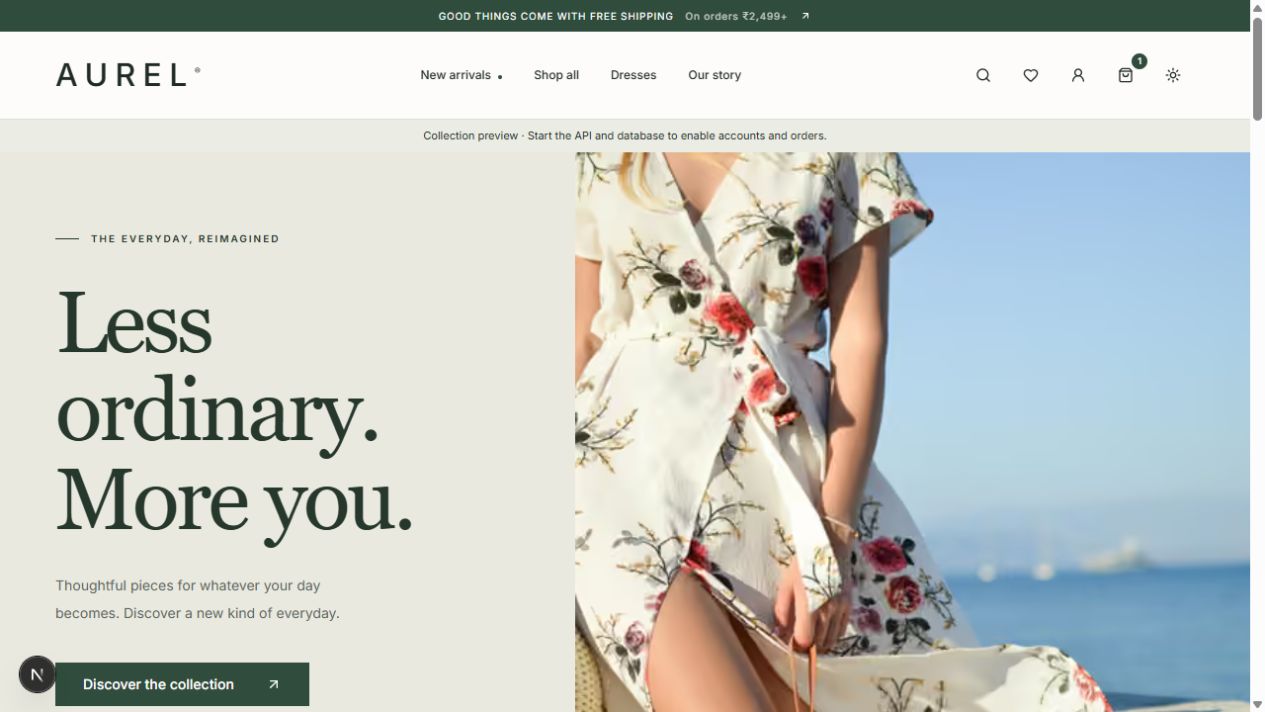 GOOD THINGS COME WITH FREE SHIPPING On orders ₹2,499+
AUREL®
New arrivals Shop all Dresses Our story
1
Collection preview · Start the API and database to enable accounts and orders.
THE EVERYDAY, REIMAGINED
Less
ordinary.
More you.
Thoughtful pieces for whatever your day
becomes. Discover a new kind of everyday.
N
Discover the collection